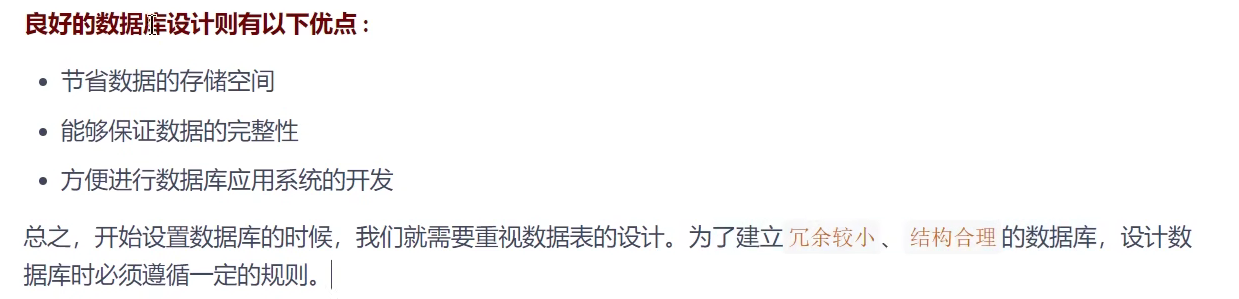 良好的数据库设计则有以下优点：
节省数据的存储空间
能够保证数据的完整性
方便进行数据库应用系统的开发
总之，开始设置数据库的时候，我们就需要重视数据表的设计。为了建立 冗余较小 、 结构合理 的数据库，设计数
据库时必须遵循一定的规则。